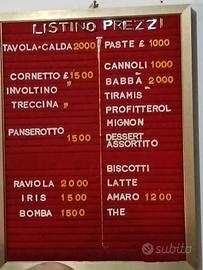 LISTINO PREZZI
TAVOLA·CALDA 2000
CORNETTO £ 1500
INVOLTINO "
TRECCINA "
PANSEROTTO
1500
RAVIOLA 2000
IRIS 1500
BOMBA 1500
PASTE £ 1000
CANNOLI 1000
BABBÀ 2000
TIRAMIS
PROFITTEROL
MIGNON
DESSERT
ASSORTITO
BISCOTTI
LATTE
AMARO 1200
THE
subito